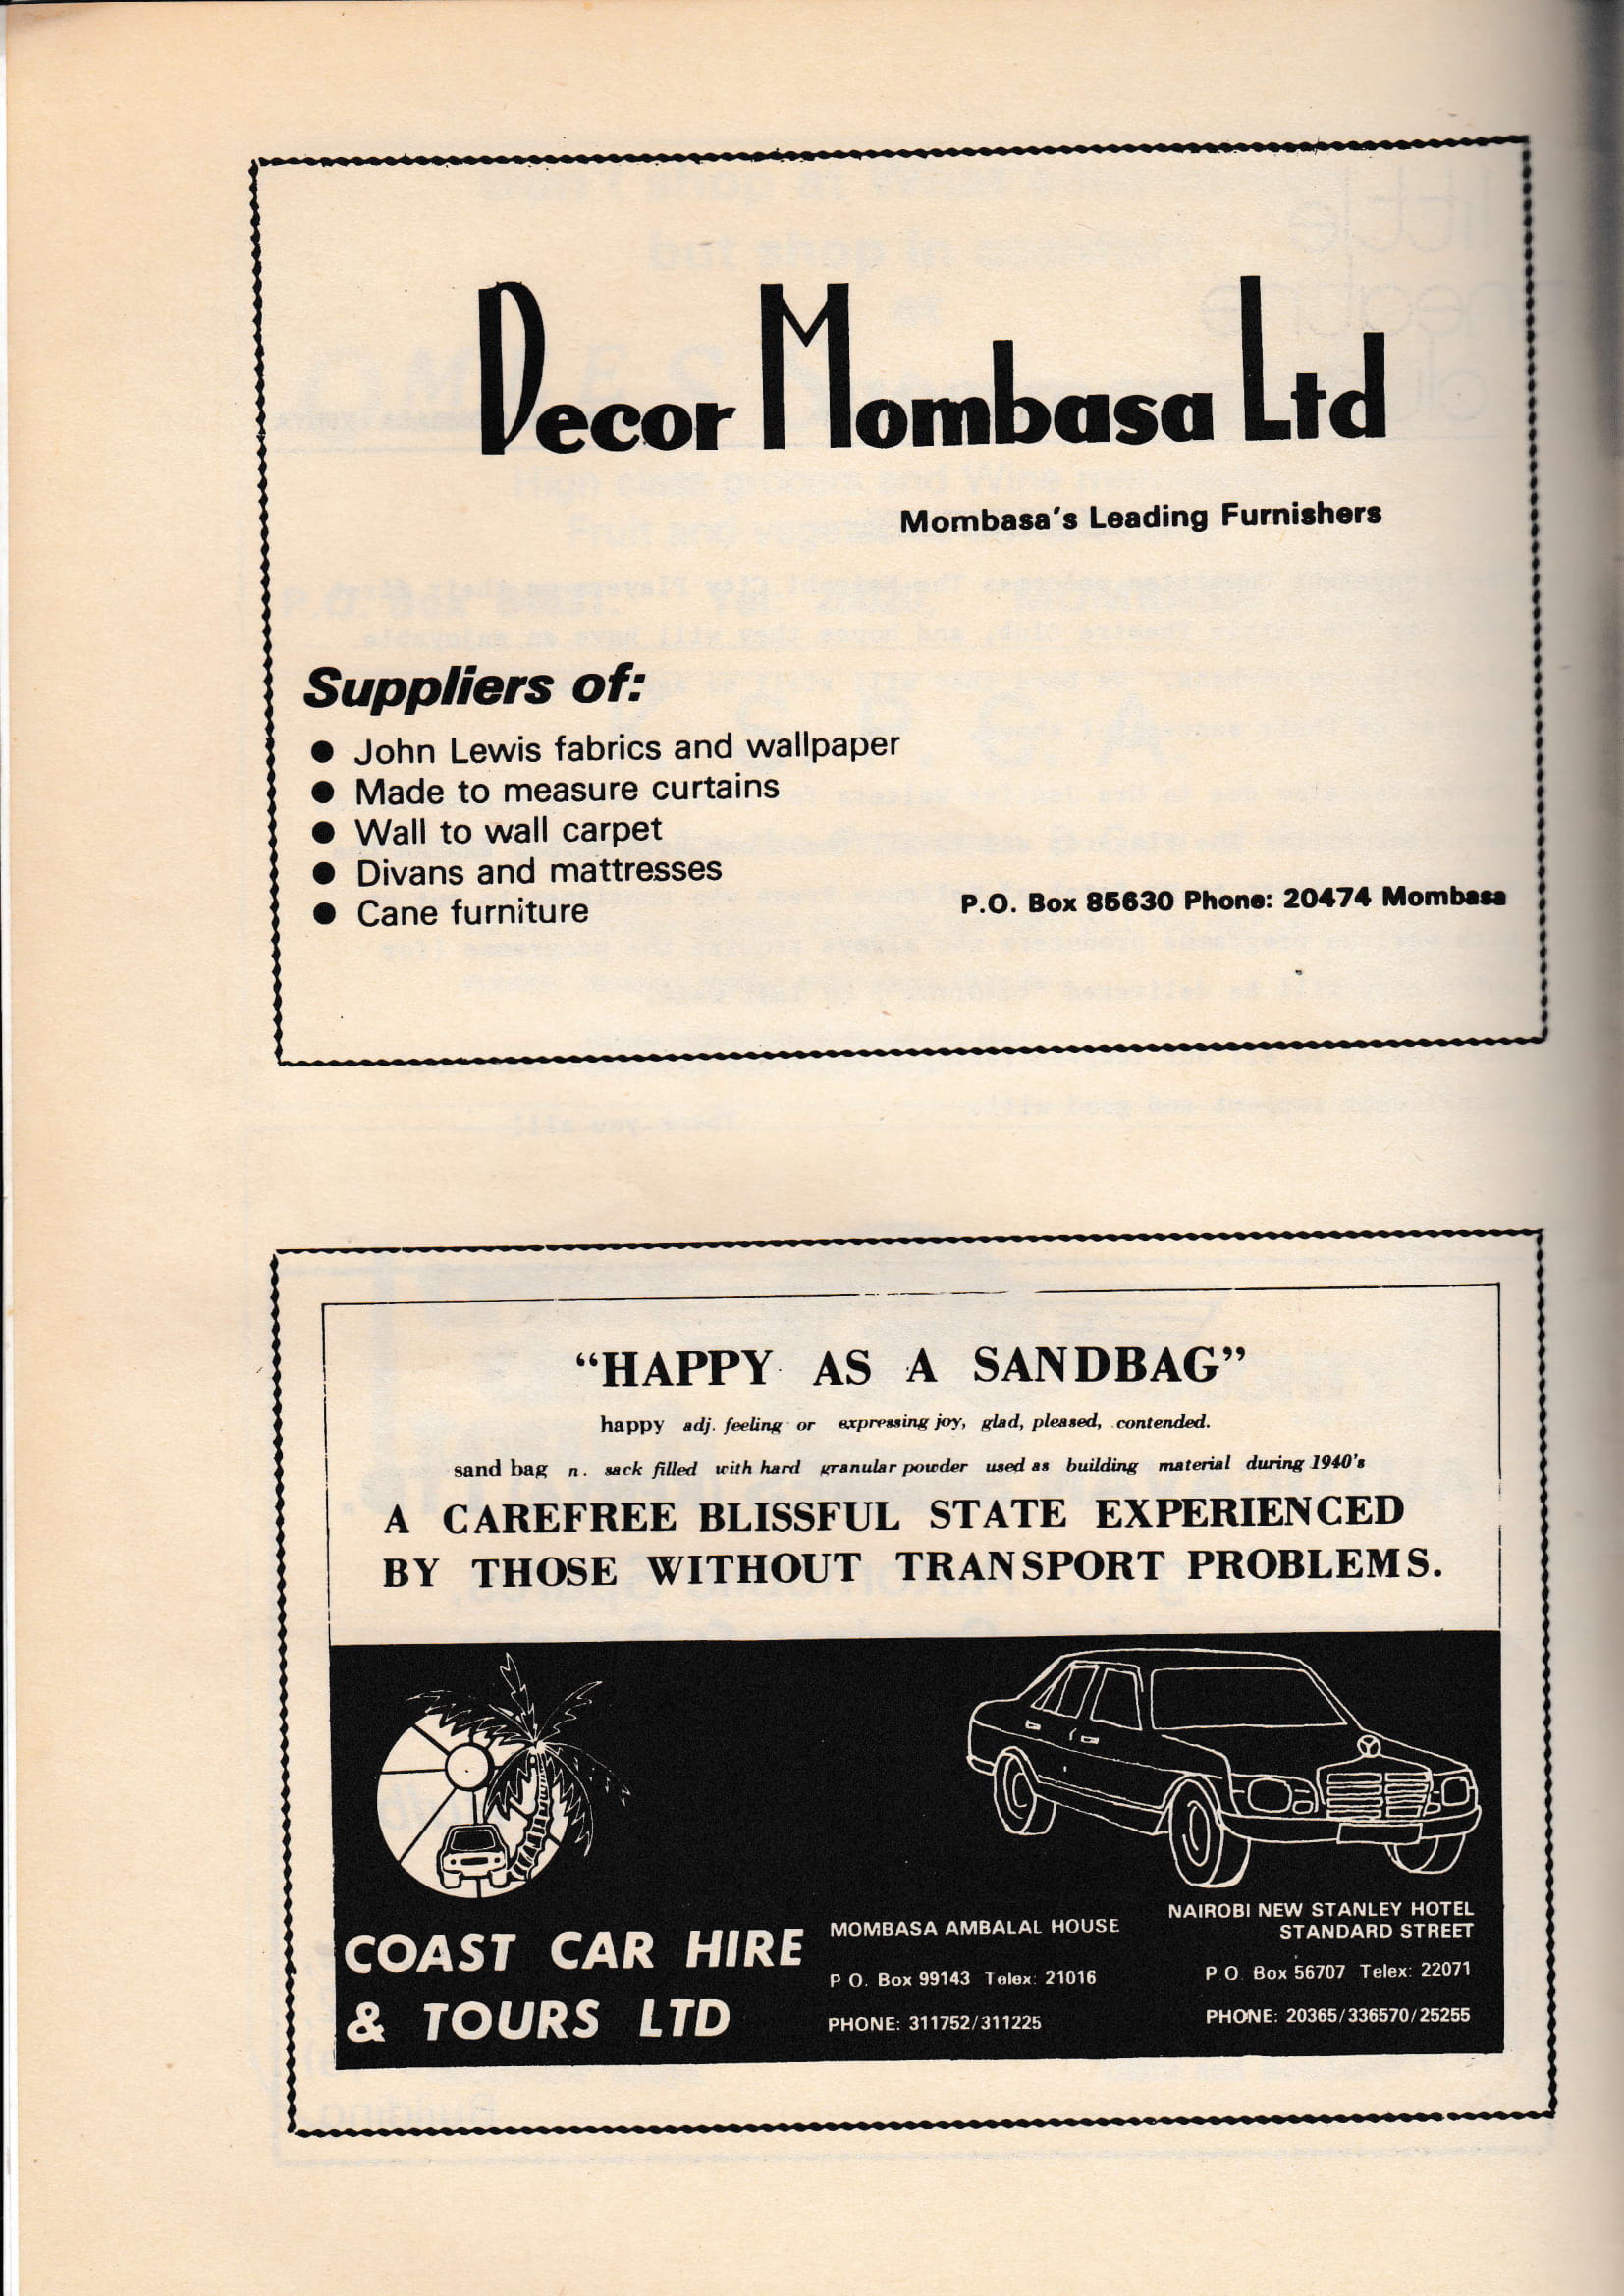 Decor Mombasa Ltd
Mombasa's Leading Furnishers
Suppliers of:
● John Lewis fabrics and wallpaper
● Made to measure curtains
● Wall to wall carpet
● Divans and mattresses
● Cane furniture
P.O. Box 85630 Phone: 20474 Mombasa
“HAPPY AS A SANDBAG”
happy adj. feeling or expressing joy, glad, pleased, contended.
sand bag n. sack filled with hard granular powder used as building material during 1940's
A CAREFREE BLISSFUL STATE EXPERIENCED
BY THOSE WITHOUT TRANSPORT PROBLEMS.
COAST CAR HIRE
& TOURS LTD
MOMBASA AMBALAL HOUSE
P O. Box 99143 Telex: 21016
PHONE: 311752/311225
NAIROBI NEW STANLEY HOTEL
STANDARD STREET
P O. Box 56707 Telex: 22071
PHONE: 20365/336570/25255